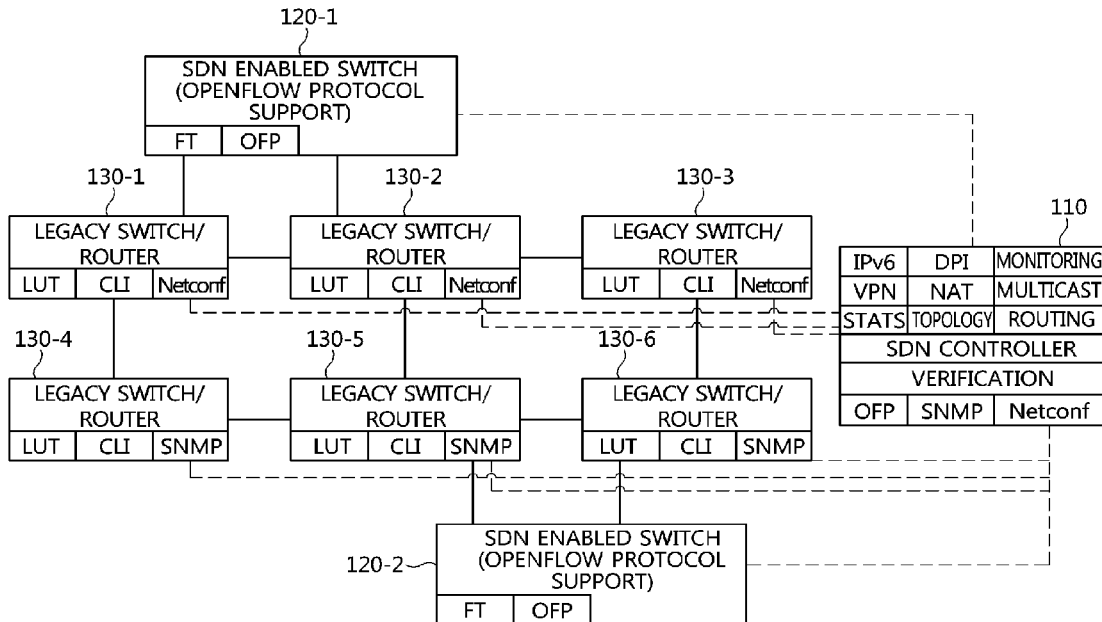 120-1
SDN ENABLED SWITCH
(OPENFLOW PROTOCOL
SUPPORT)
FT OFP
130-1 130-2 130-3
LEGACY SWITCH/
ROUTER
LUT CLI Netconf
LEGACY SWITCH/
ROUTER
LUT CLI Netconf
LEGACY SWITCH/
ROUTER
LUT CLI Netconf
110
IPv6 DPI MONITORING
VPN NAT MULTICAST
STATS TOPOLOGY ROUTING
SDN CONTROLLER
VERIFICATION
OFP SNMP Netconf
130-4 130-5 130-6
LEGACY SWITCH/
ROUTER
LUT CLI SNMP
LEGACY SWITCH/
ROUTER
LUT CLI SNMP
LEGACY SWITCH/
ROUTER
LUT CLI SNMP
120-2
SDN ENABLED SWITCH
(OPENFLOW PROTOCOL
SUPPORT)
FT OFP